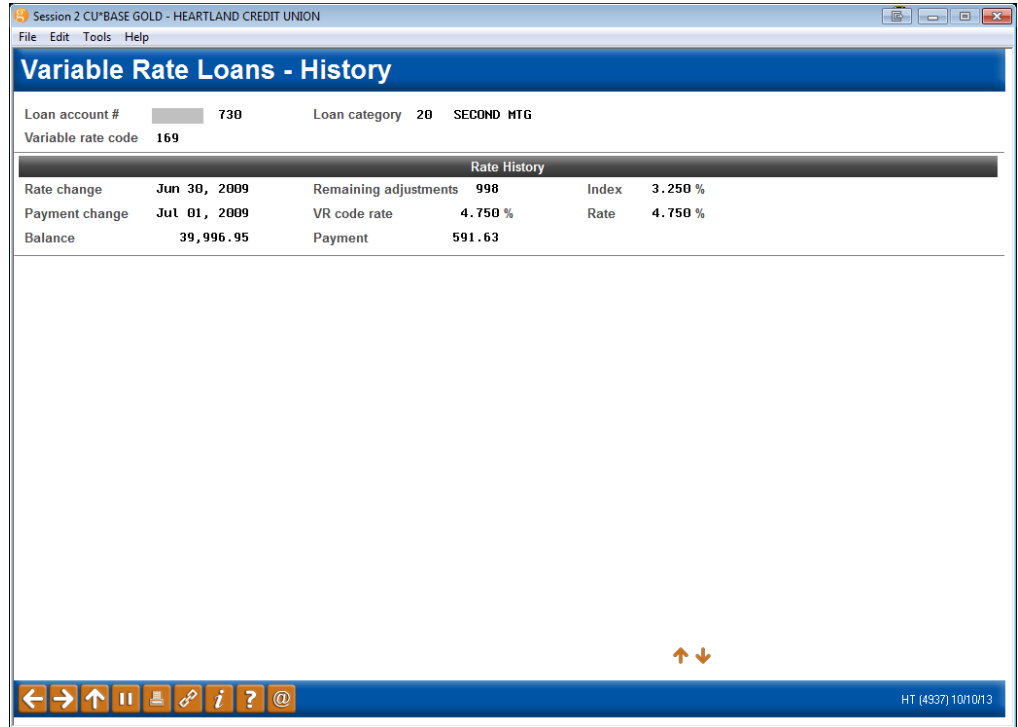 Session 2 CU*BASE GOLD - HEARTLAND CREDIT UNION
File Edit Tools Help
Variable Rate Loans - History
Loan account # 730 Loan category 20 SECOND MTG
Variable rate code 169
Rate History
Rate change Jun 30, 2009 Remaining adjustments 998 Index 3.250 %
Payment change Jul 01, 2009 VR code rate 4.750 % Rate 4.750 %
Balance 39,996.95 Payment 591.63
i ? @ HT (4937) 10/10/13